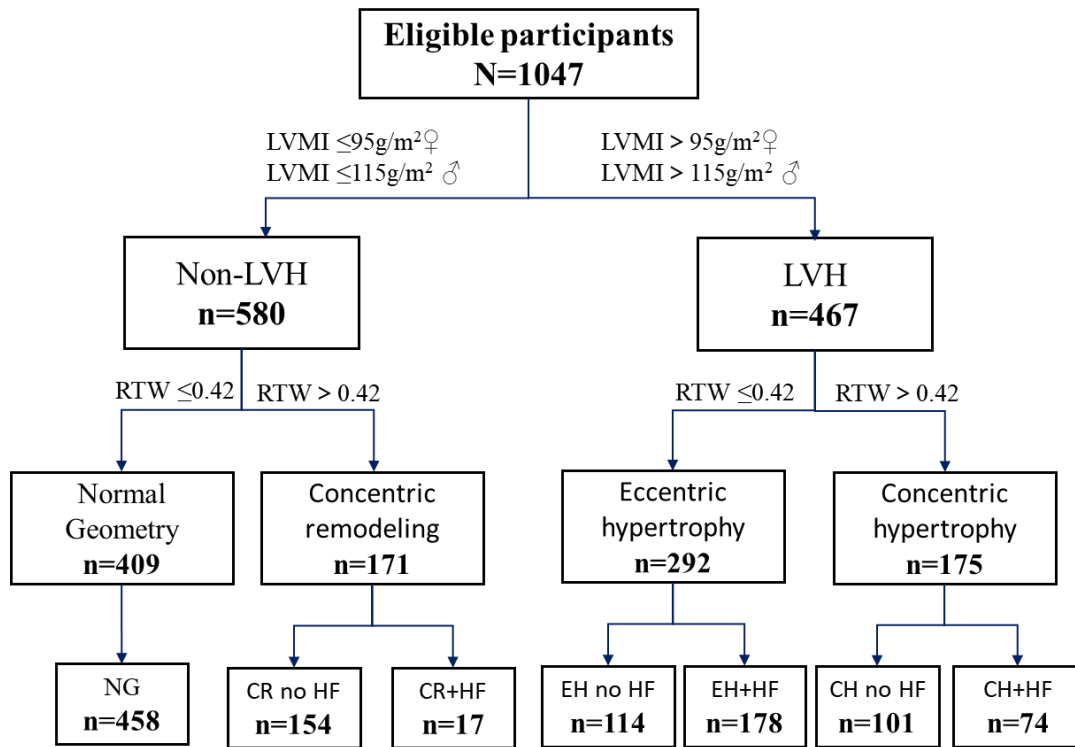 Eligible participants
N=1047
LVMI ≤95g/m²♀
LVMI ≤115g/m² ♂
LVMI > 95g/m²♀
LVMI > 115g/m² ♂
Non-LVH
n=580
LVH
n=467
RTW ≤0.42
RTW > 0.42
RTW ≤0.42
RTW > 0.42
Normal
Geometry
n=409
Concentric
remodeling
n=171
Eccentric
hypertrophy
n=292
Concentric
hypertrophy
n=175
NG
n=458
CR no HF
n=154
CR+HF
n=17
EH no HF
n=114
EH+HF
n=178
CH no HF
n=101
CH+HF
n=74